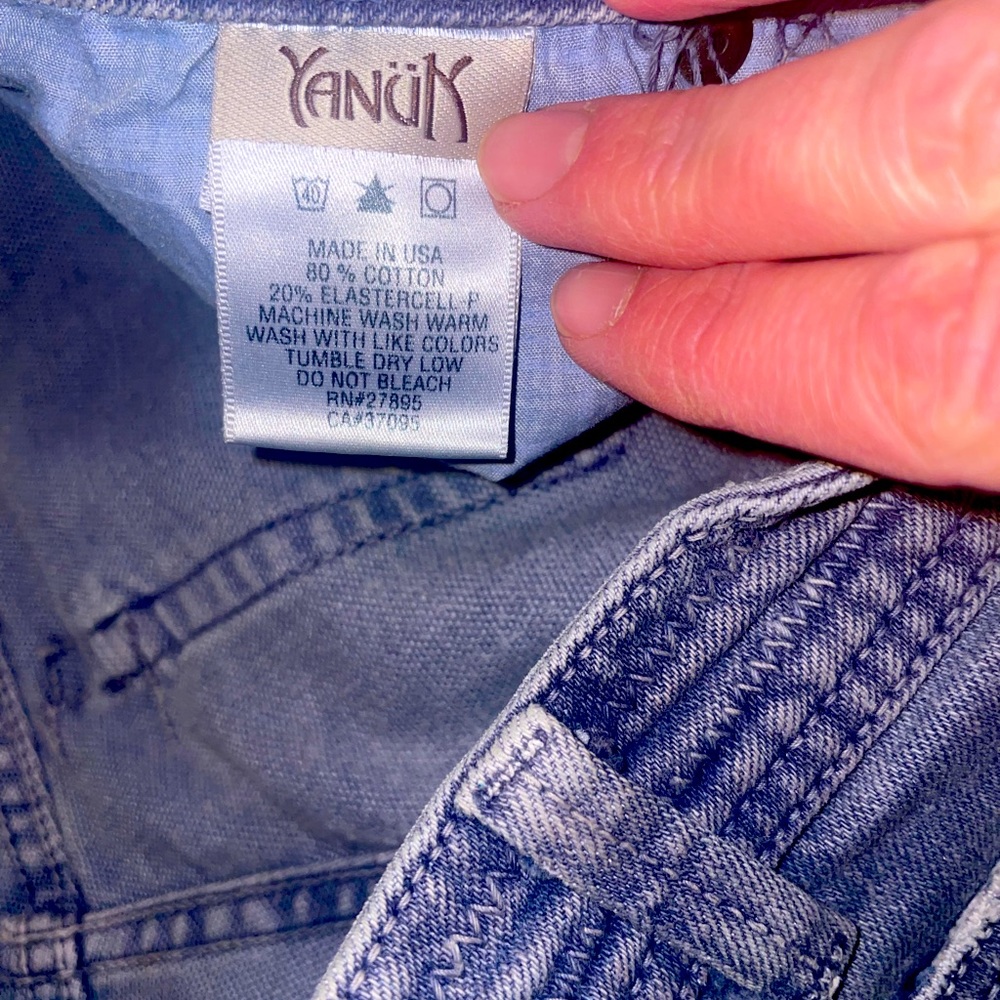 YANÜK
40
MADE IN USA
80 % COTTON
20% ELASTERCELL-P
MACHINE WASH WARM
WASH WITH LIKE COLORS
TUMBLE DRY LOW
DO NOT BLEACH
RN#27895
CA#37095